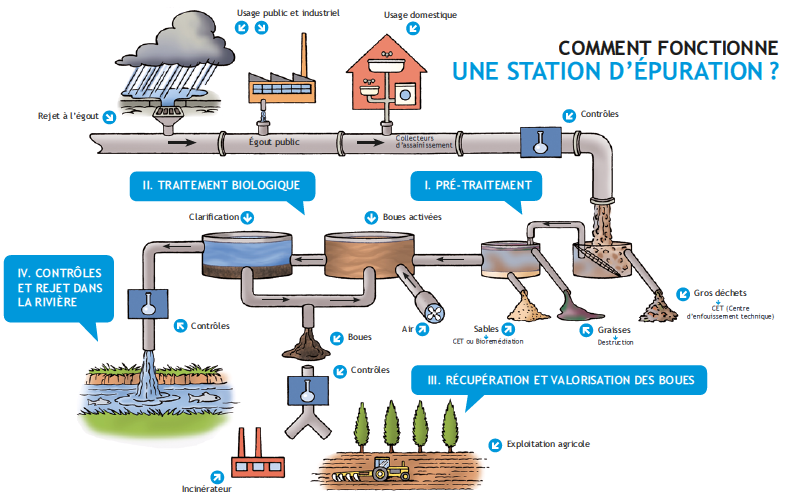 COMMENT FONCTIONNE
UNE STATION D'ÉPURATION ?
Usage public et industriel
Usage domestique
Rejet à l'égout
Égout public
Collecteurs
d'assainissement
Contrôles
II. TRAITEMENT BIOLOGIQUE
I. PRÉ-TRAITEMENT
Clarification
Boues activées
IV. CONTRÔLES
ET REJET DANS
LA RIVIÈRE
Contrôles
Boues
Air
Sables
CET ou Bioremédiation
Graisses
Destruction
Gros déchets
CET (Centre
d'enfouissement technique)
Contrôles
III. RÉCUPÉRATION ET VALORISATION DES BOUES
Exploitation agricole
Incinérateur